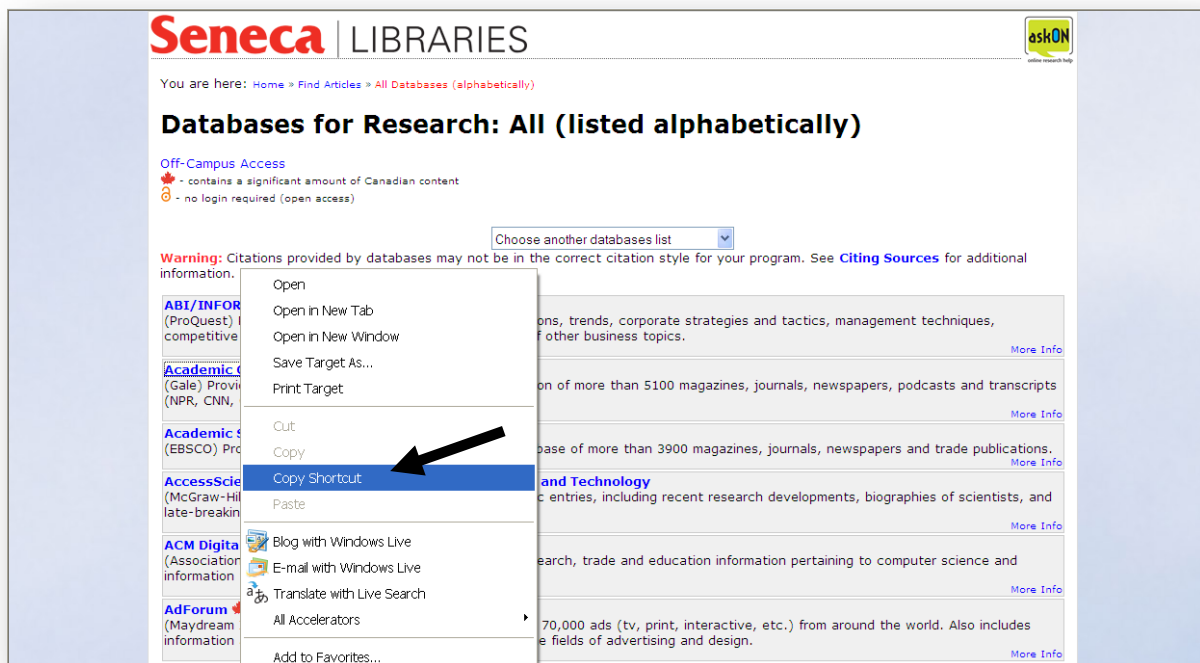 Seneca LIBRARIES
askON
online research help
You are here: Home » Find Articles » All Databases (alphabetically)
Databases for Research: All (listed alphabetically)
Off-Campus Access
- contains a significant amount of Canadian content
- no login required (open access)
Choose another databases list
Warning: Citations provided by databases may not be in the correct citation style for your program. See Citing Sources for additional
information.
Open
Open in New Tab
Open in New Window
Save Target As...
Print Target
Cut
Copy
Copy Shortcut
Paste
Blog with Windows Live
E-mail with Windows Live
Translate with Live Search
All Accelerators
Add to Favorites...
ABI/INFOR
(ProQuest) ons, trends, corporate strategies and tactics, management techniques,
competitive f other business topics.
More Info
Academic
(Gale) Provi on of more than 5100 magazines, journals, newspapers, podcasts and transcripts
(NPR, CNN,
More Info
Academic S
(EBSCO) Pro base of more than 3900 magazines, journals, newspapers and trade publications.
More Info
AccessScie and Technology
(McGraw-Hil c entries, including recent research developments, biographies of scientists, and
late-breakin
More Info
ACM Digita
(Association earch, trade and education information pertaining to computer science and
information
More Info
AdForum
(Maydream 70,000 ads (tv, print, interactive, etc.) from around the world. Also includes
information e fields of advertising and design.
More Info